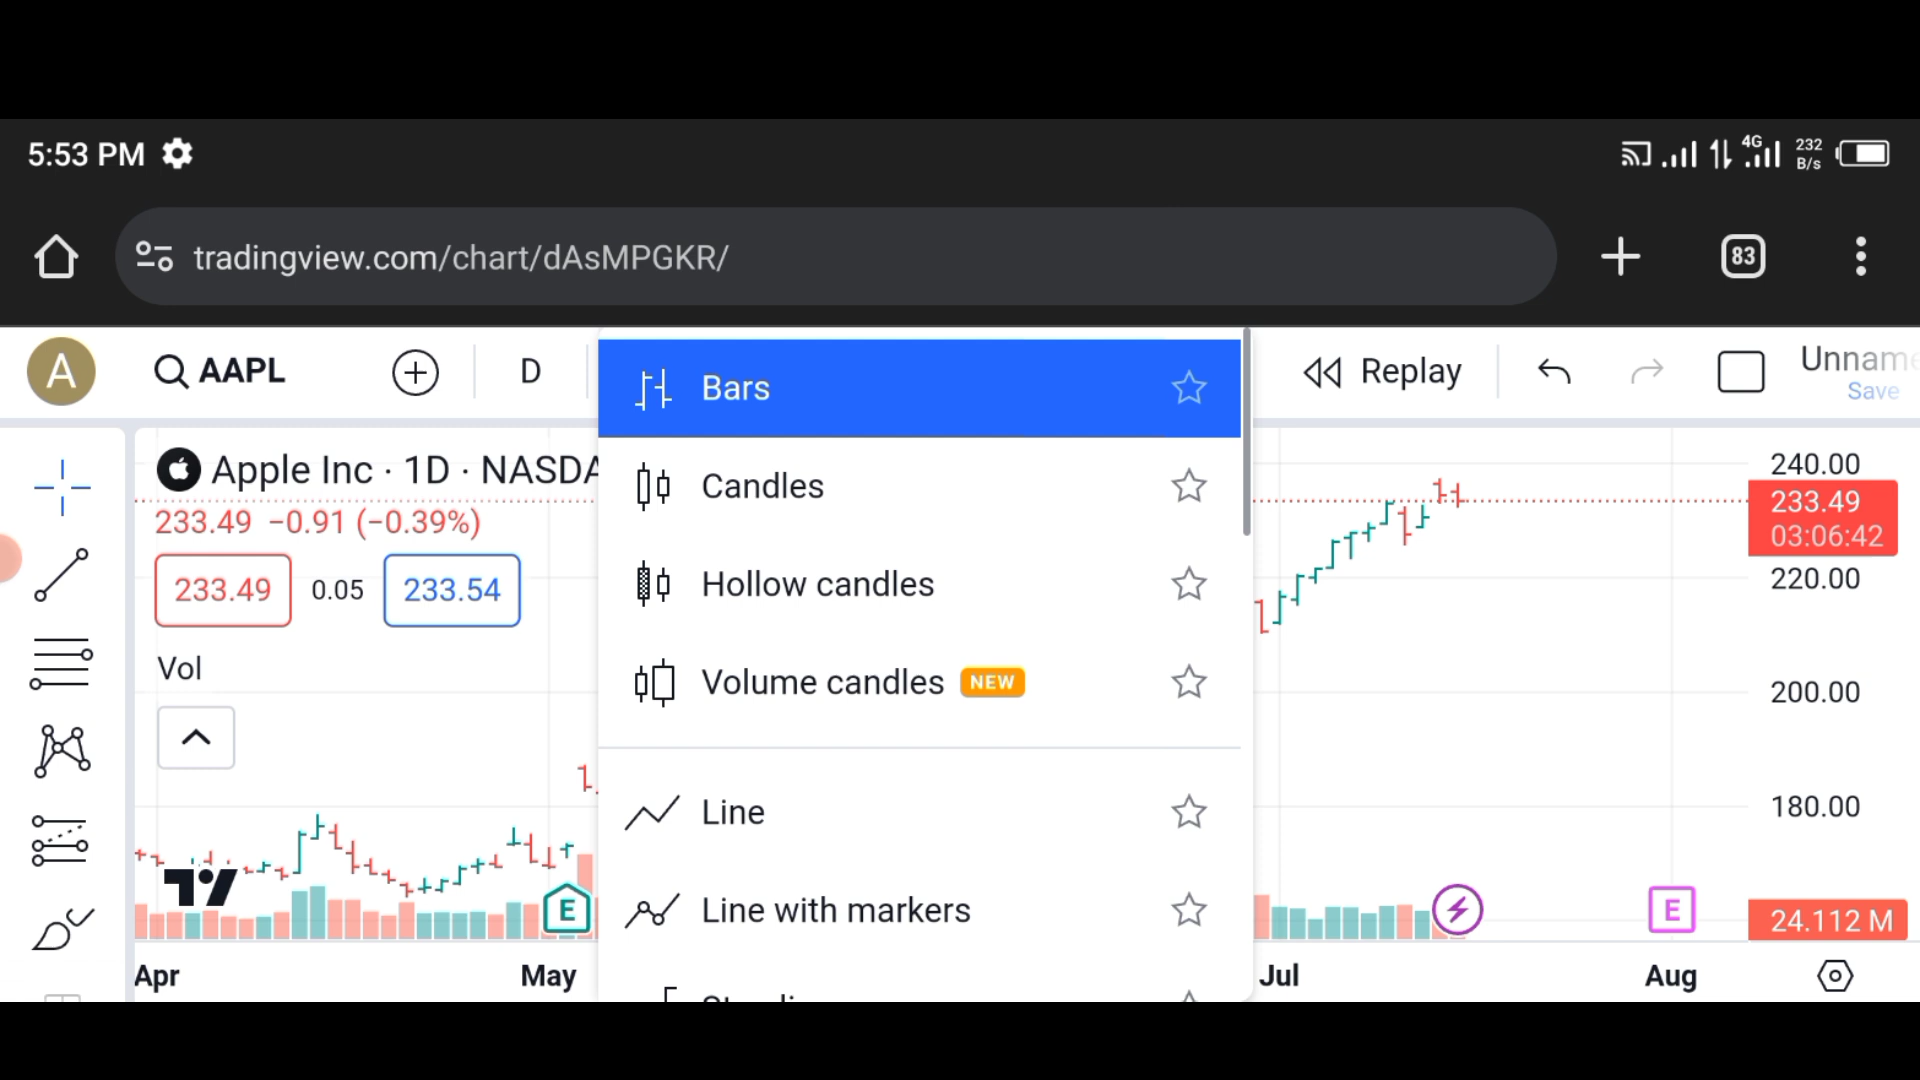 5:53 PM
4G
232
B/s
tradingview.com/chart/dAsMPGKR/
83
A
AAPL
D
Bars
Replay
Save
Apple Inc · 1D · NASDA
233.49 −0.91 (−0.39%)
233.49
0.05
233.54
Vol
Candles
Hollow candles
Volume candles NEW
Line
Line with markers
240.00
233.49
03:06:42
220.00
200.00
180.00
24.112 M
E
E
Apr
May
Jul
Aug